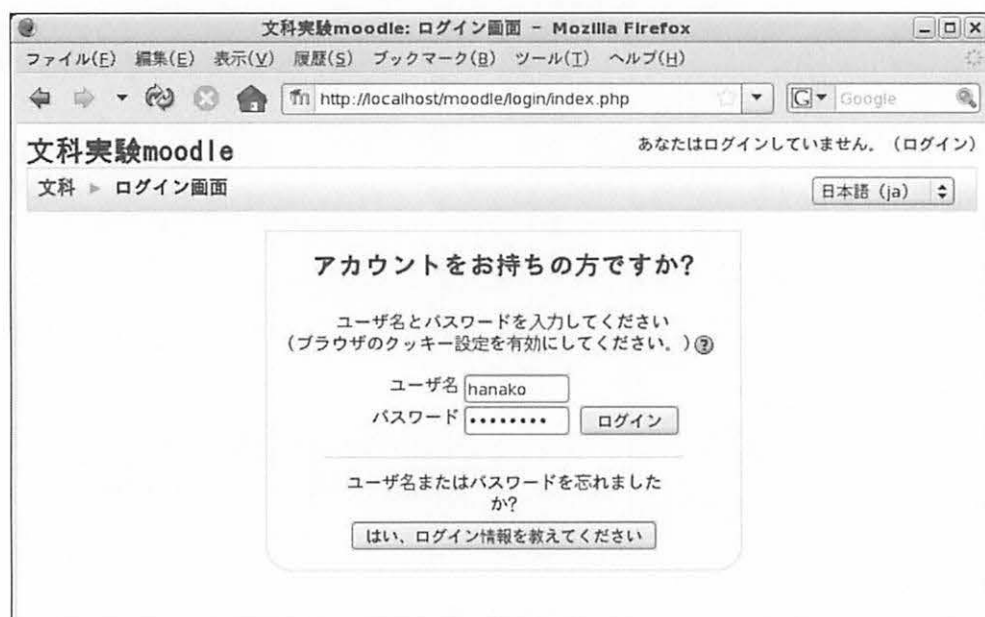 文科実験moodle: ログイン画面 - Mozilla Firefox
ファイル(F) 編集(E) 表示(V) 履歴(S) ブックマーク(B) ツール(T) ヘルプ(H)
http://localhost/moodle/login/index.php
Google
文科実験moodle
あなたはログインしていません。(ログイン)
文科 ► ログイン画面
日本語 (ja)
アカウントをお持ちの方ですか?
ユーザ名とパスワードを入力してください
(ブラウザのクッキー設定を有効にしてください。)
ユーザ名 hanako
パスワード ••••••••
ログイン
ユーザ名またはパスワードを忘れました
か?
はい、ログイン情報を教えてください